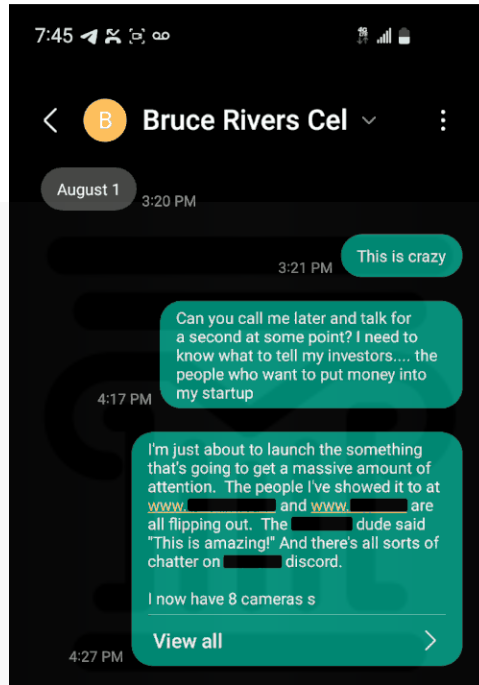 7:45
B Bruce Rivers Cel
August 1
3:20 PM
This is crazy
3:21 PM
Can you call me later and talk for
a second at some point? I need to
know what to tell my investors.... the
people who want to put money into
my startup
4:17 PM
I'm just about to launch the something
that's going to get a massive amount of
attention. The people I've showed it to at
www. and www. are
all flipping out. The dude said
"This is amazing!" And there's all sorts of
chatter on discord.
I now have 8 cameras s
View all
4:27 PM